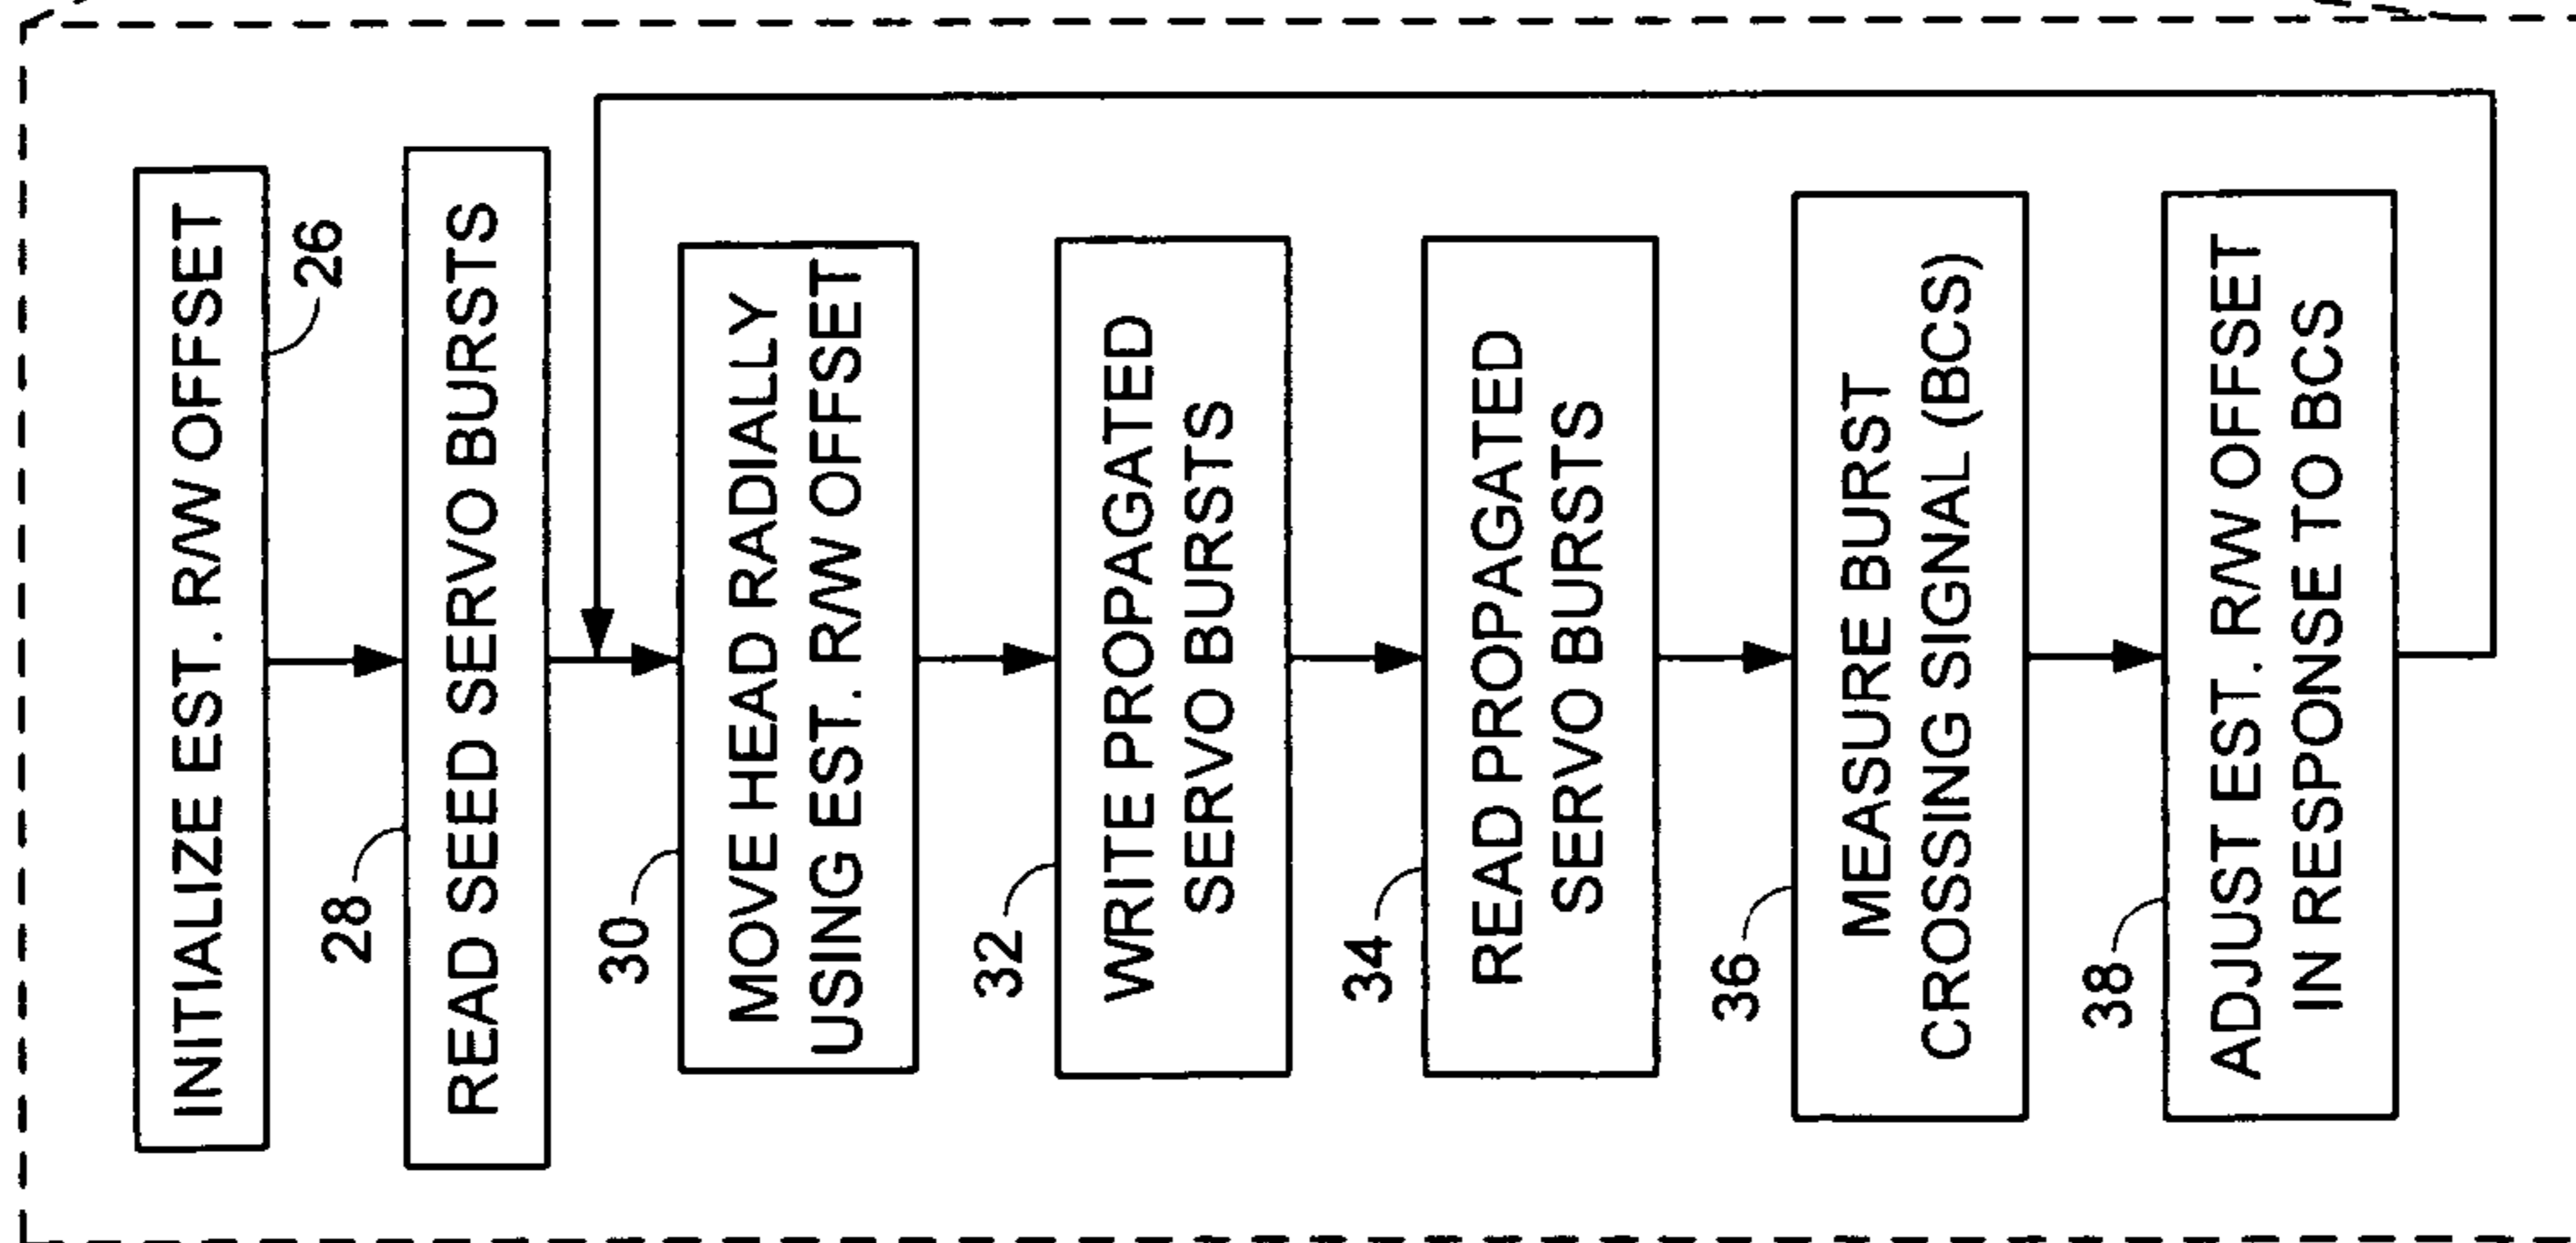 INITIALIZE EST. R/W OFFSET
26
28
READ SEED SERVO BURSTS
30
MOVE HEAD RADIALLY
USING EST. R/W OFFSET
32
WRITE PROPAGATED
SERVO BURSTS
34
READ PROPAGATED
SERVO BURSTS
36
MEASURE BURST
CROSSING SIGNAL (BCS)
38
ADJUST EST. R/W OFFSET
IN RESPONSE TO BCS